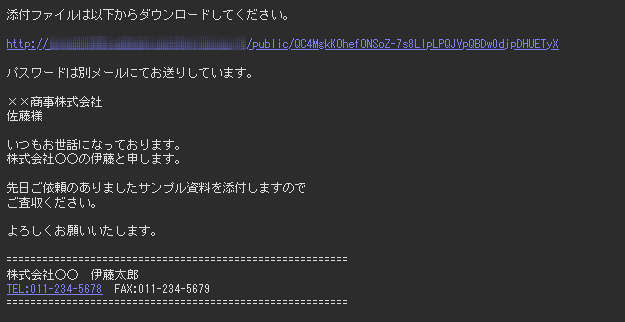 添付ファイルは以下からダウンロードしてください。
http:///public/QC4MgkKOhefONSoZ-7s8LIpLPQJVpQBDwOdjpDHUETyX
パスワードは別メールにてお送りしています。
××商事株式会社
佐藤様
いつもお世話になっております。
株式会社〇〇の伊藤と申します。
先日ご依頼のありましたサンプル資料を添付しますので
ご査収ください。
よろしくお願いいたします。
=========================================================
株式会社〇〇　伊藤太郎
TEL:011-234-5678　FAX:011-234-5679
=========================================================